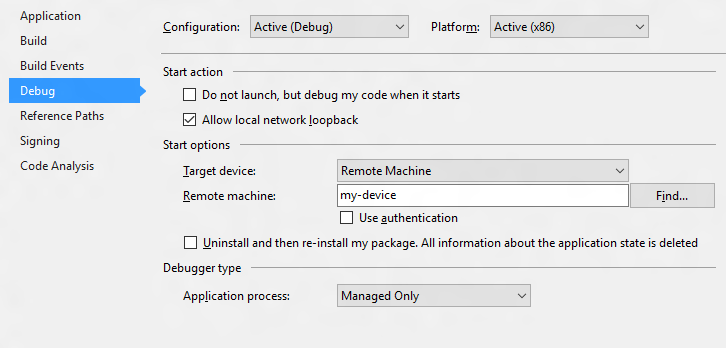 Application
Build
Build Events
Debug
Reference Paths
Signing
Code Analysis
Configuration: Active (Debug) Platform: Active (x86)
Start action
Do not launch, but debug my code when it starts
Allow local network loopback
Start options
Target device: Remote Machine
Remote machine: my-device Find...
Use authentication
Uninstall and then re-install my package. All information about the application state is deleted
Debugger type
Application process: Managed Only